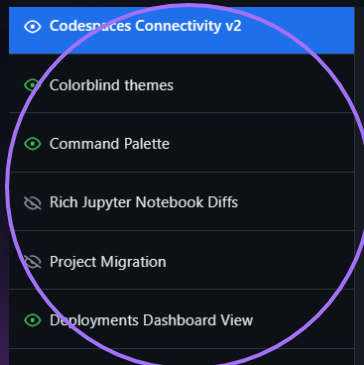 Codespaces Connectivity v2
Colorblind themes
Command Palette
Rich Jupyter Notebook Diffs
Project Migration
Deployments Dashboard View